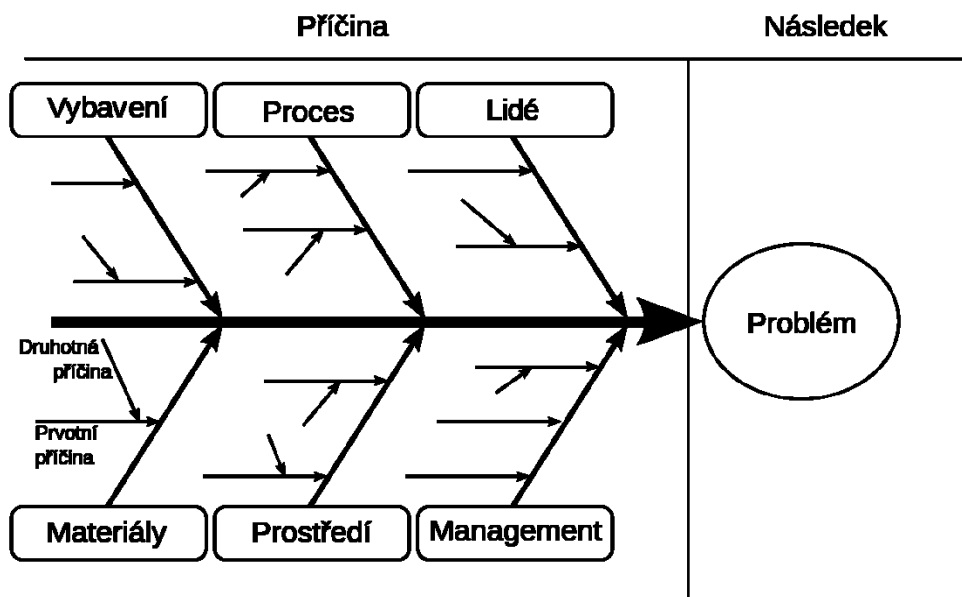 Příčina
Následek
Vybavení
Proces
Lidé
Problém
Druhotná
příčina
Prvotní
příčina
Materiály
Prostředí
Management